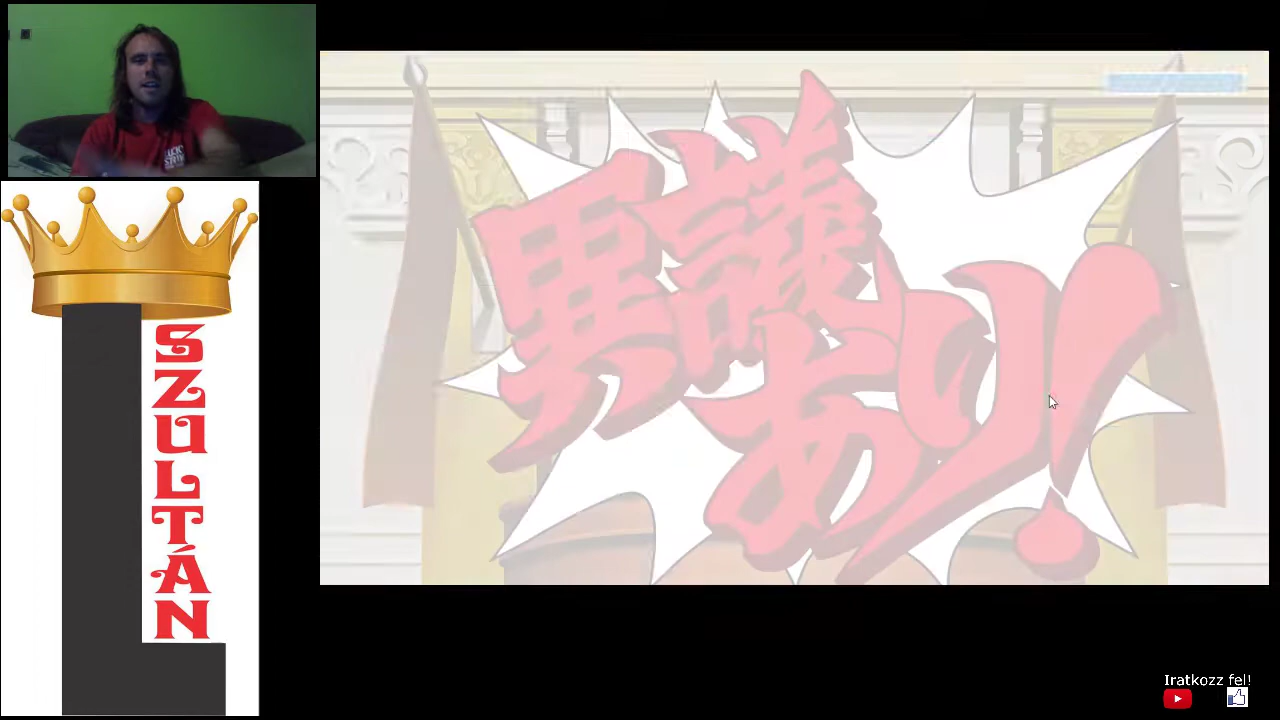 異議
あり!
L
SZULTÁN
Iratkozz fel!